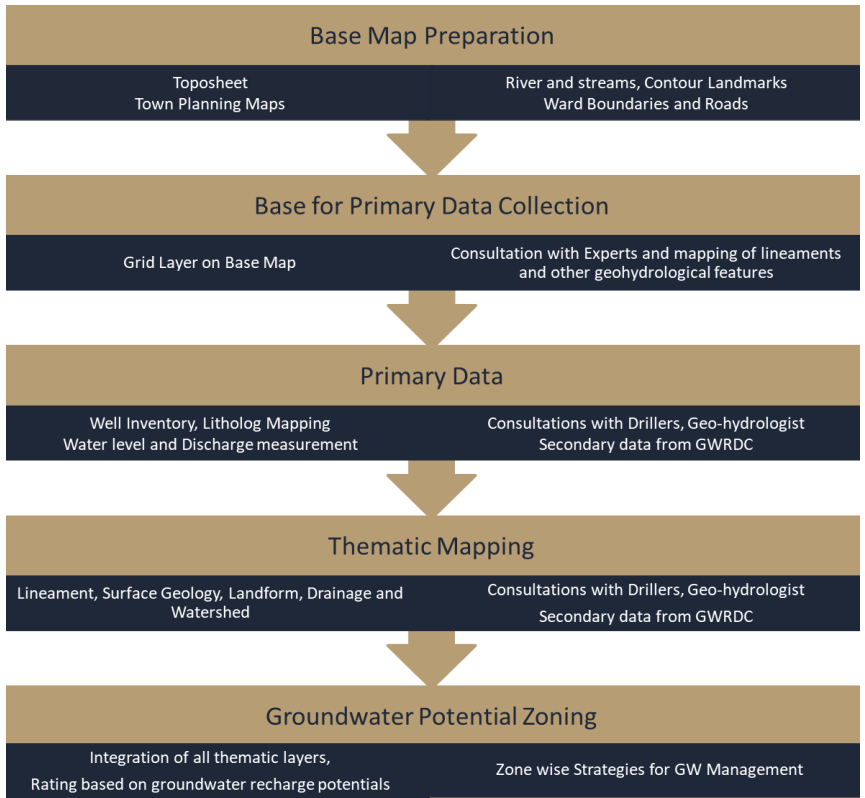 Base Map Preparation
Toposheet
Town Planning Maps
River and streams, Contour Landmarks
Ward Boundaries and Roads
Base for Primary Data Collection
Grid Layer on Base Map
Consultation with Experts and mapping of lineaments
and other geohydrological features
Primary Data
Well Inventory, Litholog Mapping
Water level and Discharge measurement
Consultations with Drillers, Geo-hydrologist
Secondary data from GWRDC
Thematic Mapping
Lineament, Surface Geology, Landform, Drainage and
Watershed
Consultations with Drillers, Geo-hydrologist
Secondary data from GWRDC
Groundwater Potential Zoning
Integration of all thematic layers,
Rating based on groundwater recharge potentials
Zone wise Strategies for GW Management